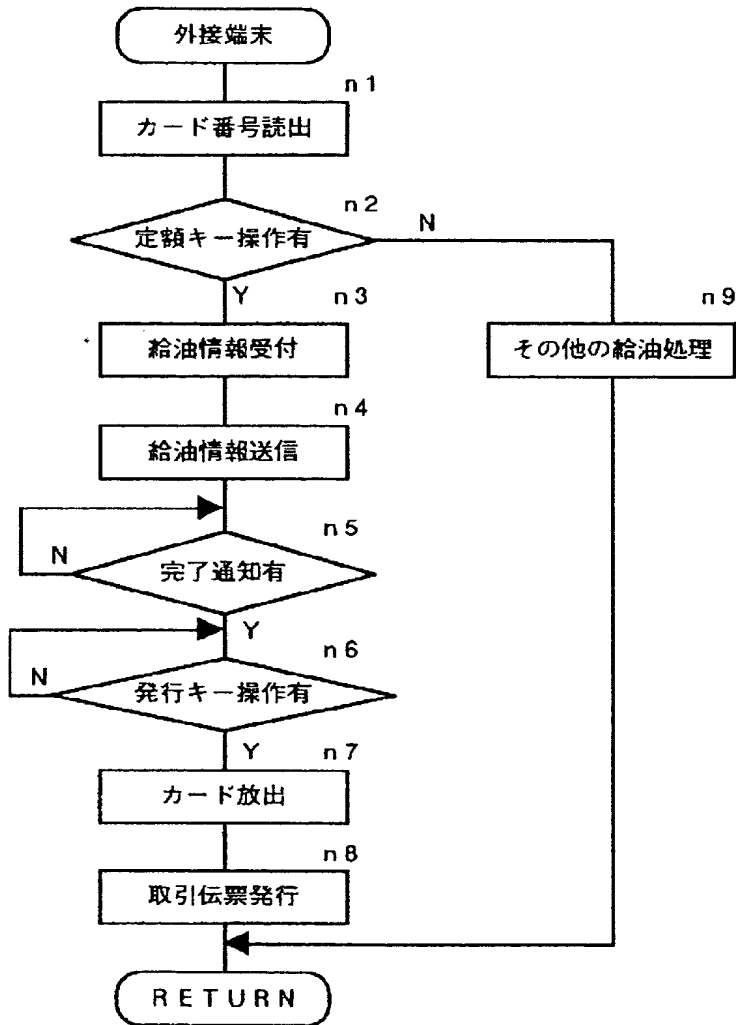 外接端末
n1
カード番号読出
n2
定額キー操作有
N
Y
n3
n9
給油情報受付
その他の給油処理
n4
給油情報送信
n5
N
完了通知有
Y
n6
N
発行キー操作有
Y
n7
カード放出
n8
取引伝票発行
RETURN